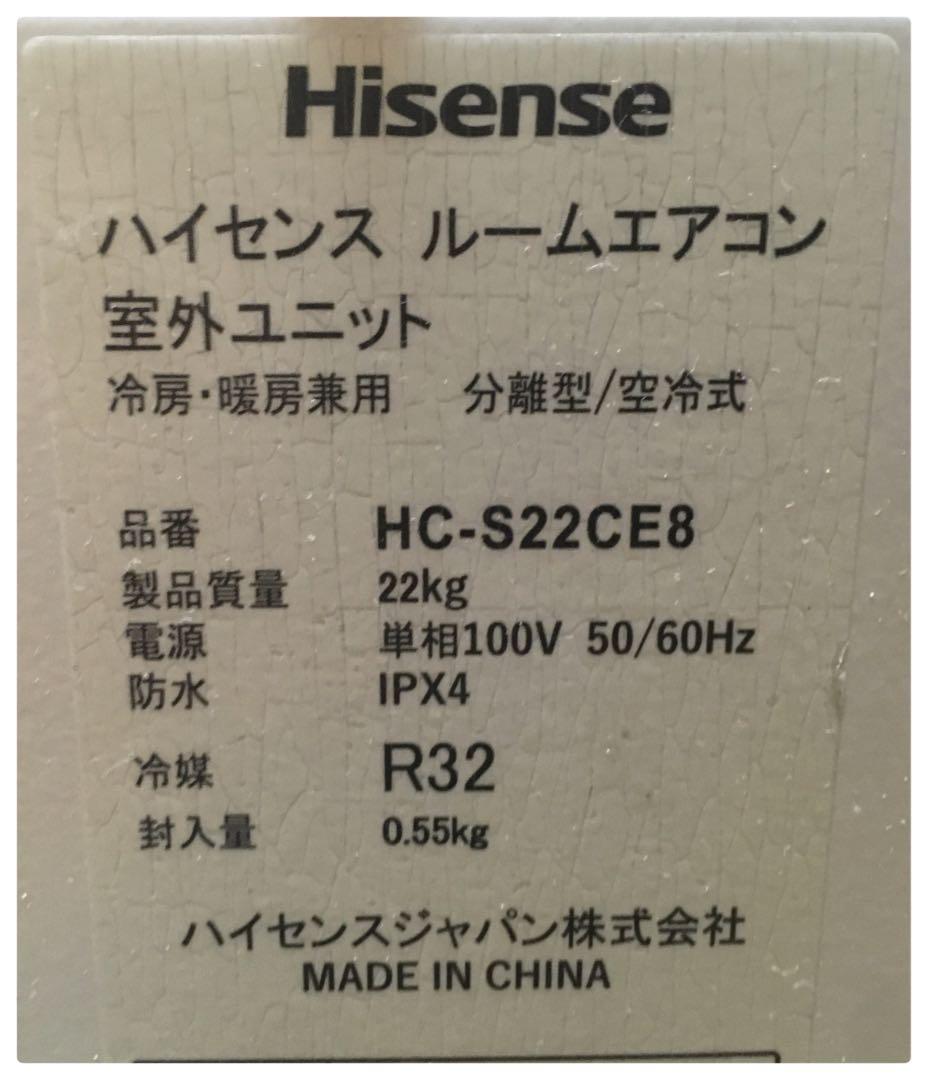 Hisense
ハイセンス ルームエアコン
室外ユニット
冷房・暖房兼用 分離型/空冷式
品番 HC-S22CE8
製品質量 22kg
電源 単相100V 50/60Hz
防水 IPX4
冷媒 R32
封入量 0.55kg
ハイセンスジャパン株式会社
MADE IN CHINA